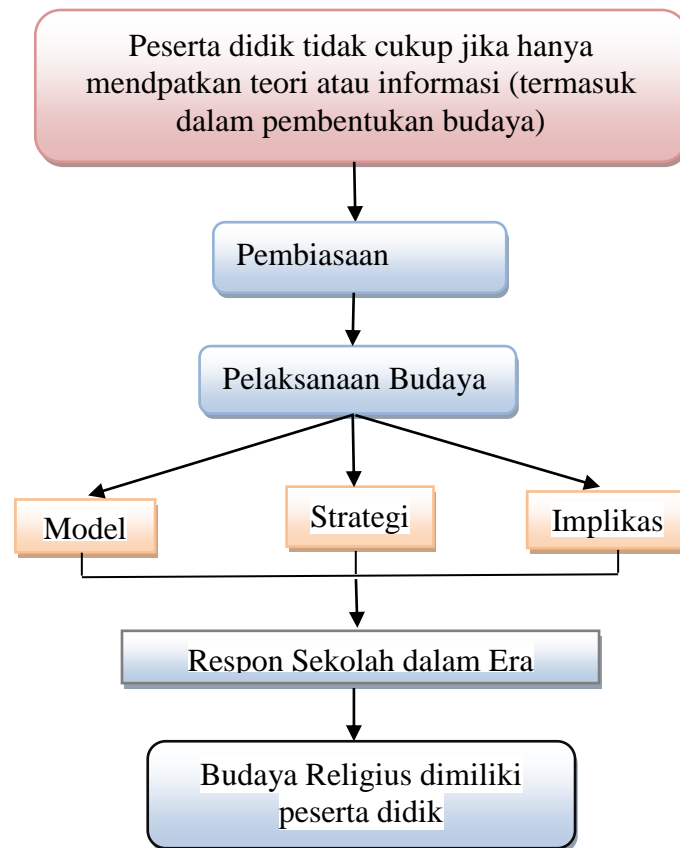 Peserta didik tidak cukup jika hanya
mendpatkan teori atau informasi (termasuk
dalam pembentukan budaya)
Pembiasaan
Pelaksanaan Budaya
Model
Strategi
Implikas
Respon Sekolah dalam Era
Budaya Religius dimiliki
peserta didik